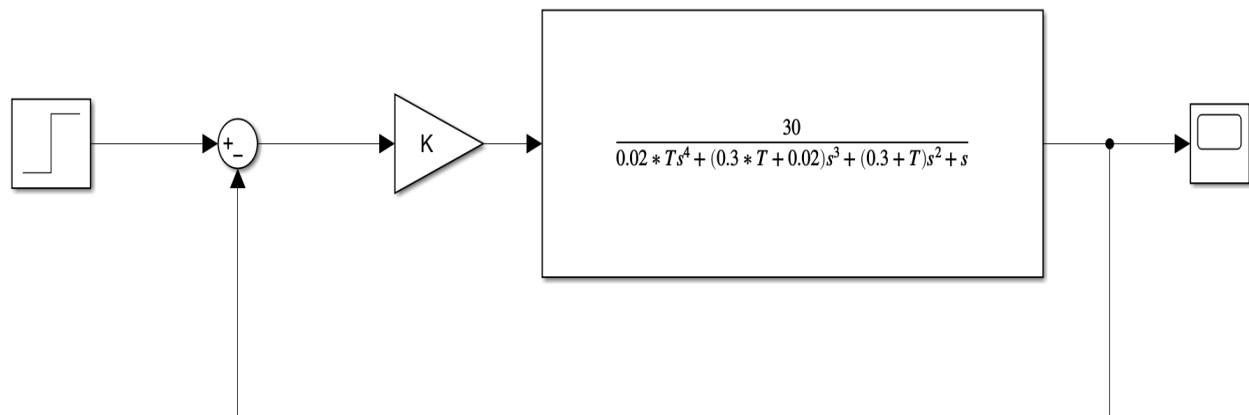 +
−
K
30
0.02 * Ts⁴ + (0.3 * T + 0.02)s³ + (0.3 + T)s² + s